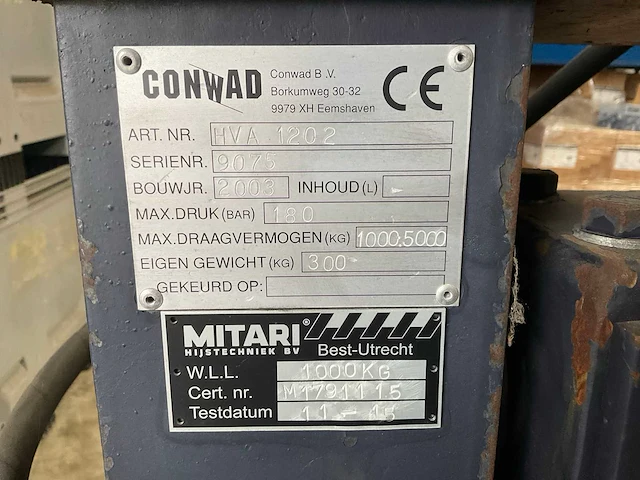 CONWAD
Conwad B.V.
Borkumweg 30-32
9979 XH Eemshaven
CE
ART. NR. HVA 1202
SERIENR. 9075
BOUWJR. 2003 INHOUD (L) -
MAX.DRUK (BAR) 180
MAX.DRAAGVERMOGEN (KG) 1000:5000
EIGEN GEWICHT (KG) 300
GEKEURD OP:
MITARI®
HIJSTECHNIEK BV
Best-Utrecht
W.L.L. 1000KG
Cert. nr. M1791115
Testdatum 11-15